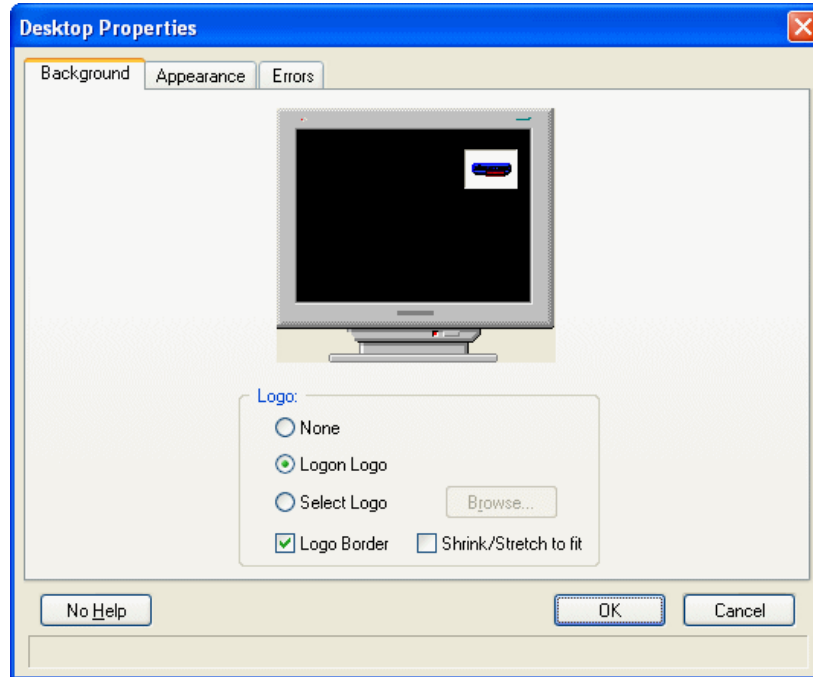 Desktop Properties
Background Appearance Errors
Logo:
None
Logon Logo
Select Logo Browse...
Logo Border Shrink/Stretch to fit
No Help OK Cancel